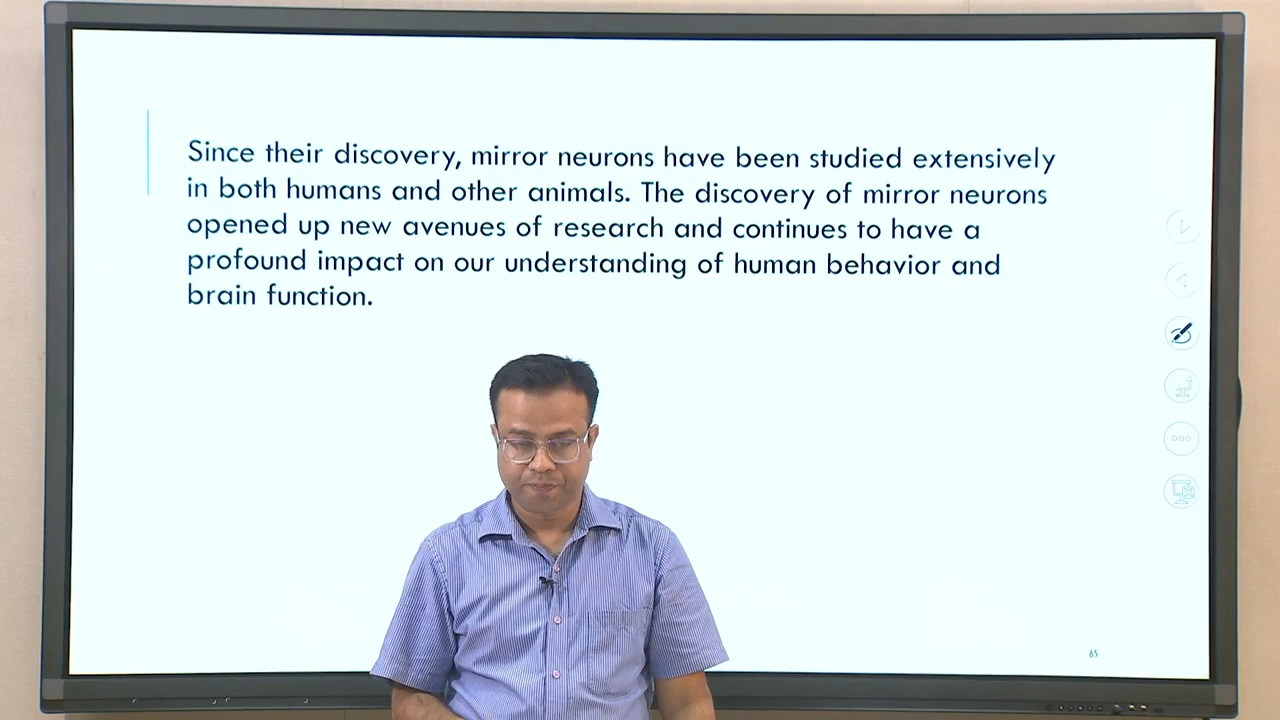 Since their discovery, mirror neurons have been studied extensively
in both humans and other animals. The discovery of mirror neurons
opened up new avenues of research and continues to have a
profound impact on our understanding of human behavior and
brain function.
65